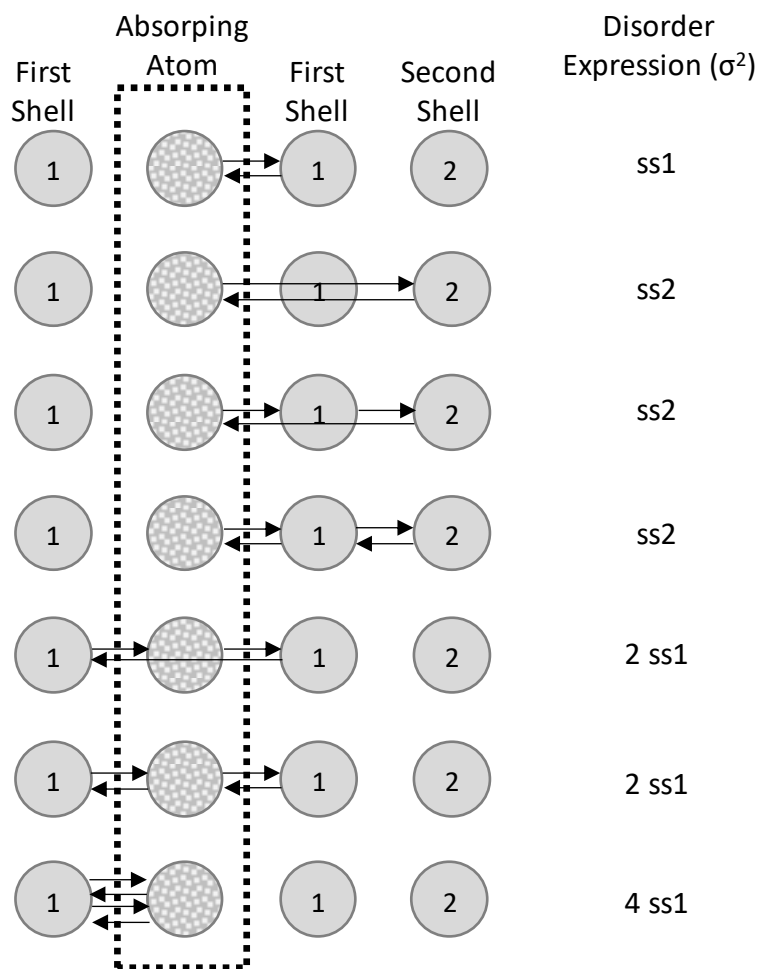 Absorping
Atom
Disorder
Expression (σ²)
First
Shell
First
Shell
Second
Shell
1 1 2 ss1
1 1 2 ss2
1 1 2 ss2
1 1 2 ss2
1 1 2 2 ss1
1 1 2 2 ss1
1 1 2 4 ss1